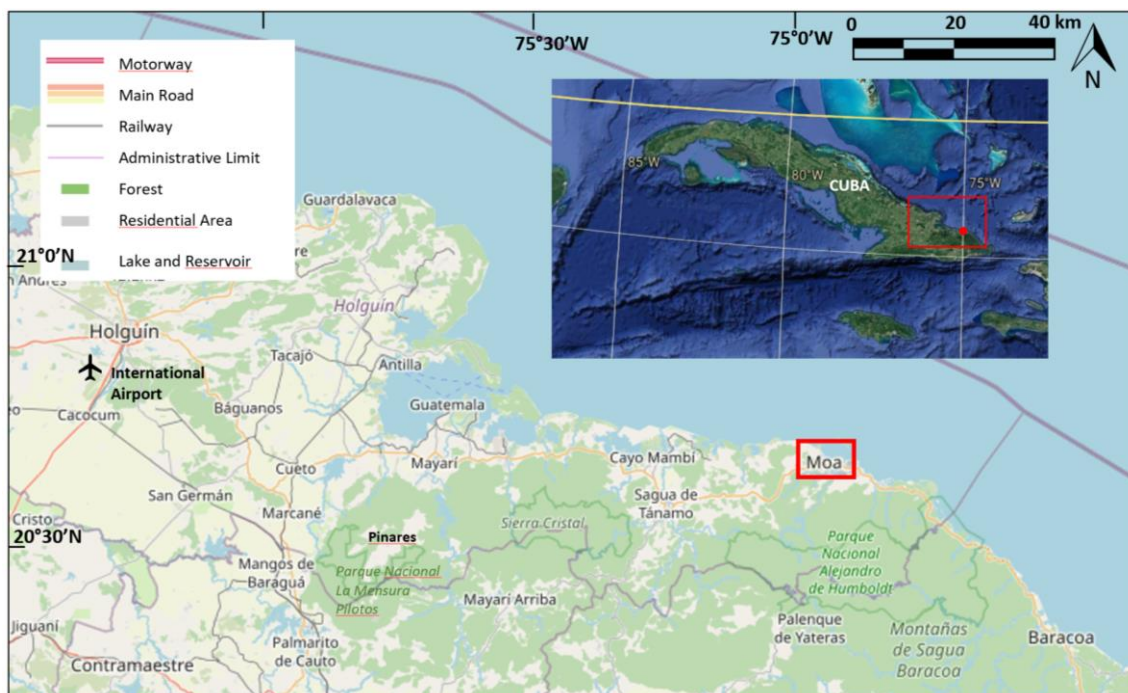 75°30'W
75°0'W
0
20
40 km
N
Motorway
Main Road
Railway
Administrative Limit
Forest
Residential Area
Lake and Reservoir
21°0'N
85°W
80°W
CUBA
75°W
Guardalavaca
Holguín
Holguín
International
Airport
Tacajó
Antilla
Cacocum
Báguanos
Guatemala
Cueto
Mayarí
Cayo Mambí
Moa
San Germán
Sagua de
Tánamo
Marcané
Cristo
20°30'N
Pinares
Sierra Cristal
Parque
Nacional
Alejandro
de Humboldt
Mangos de
Baraguá
Parque Nacional
La Mensura
Pilotos
Mayarí Arriba
Palenque
de Yateras
Jiguaní
Palmarito
de Cauto
Montañas
de Sagua
Baracoa
Baracoa
Contramaestre